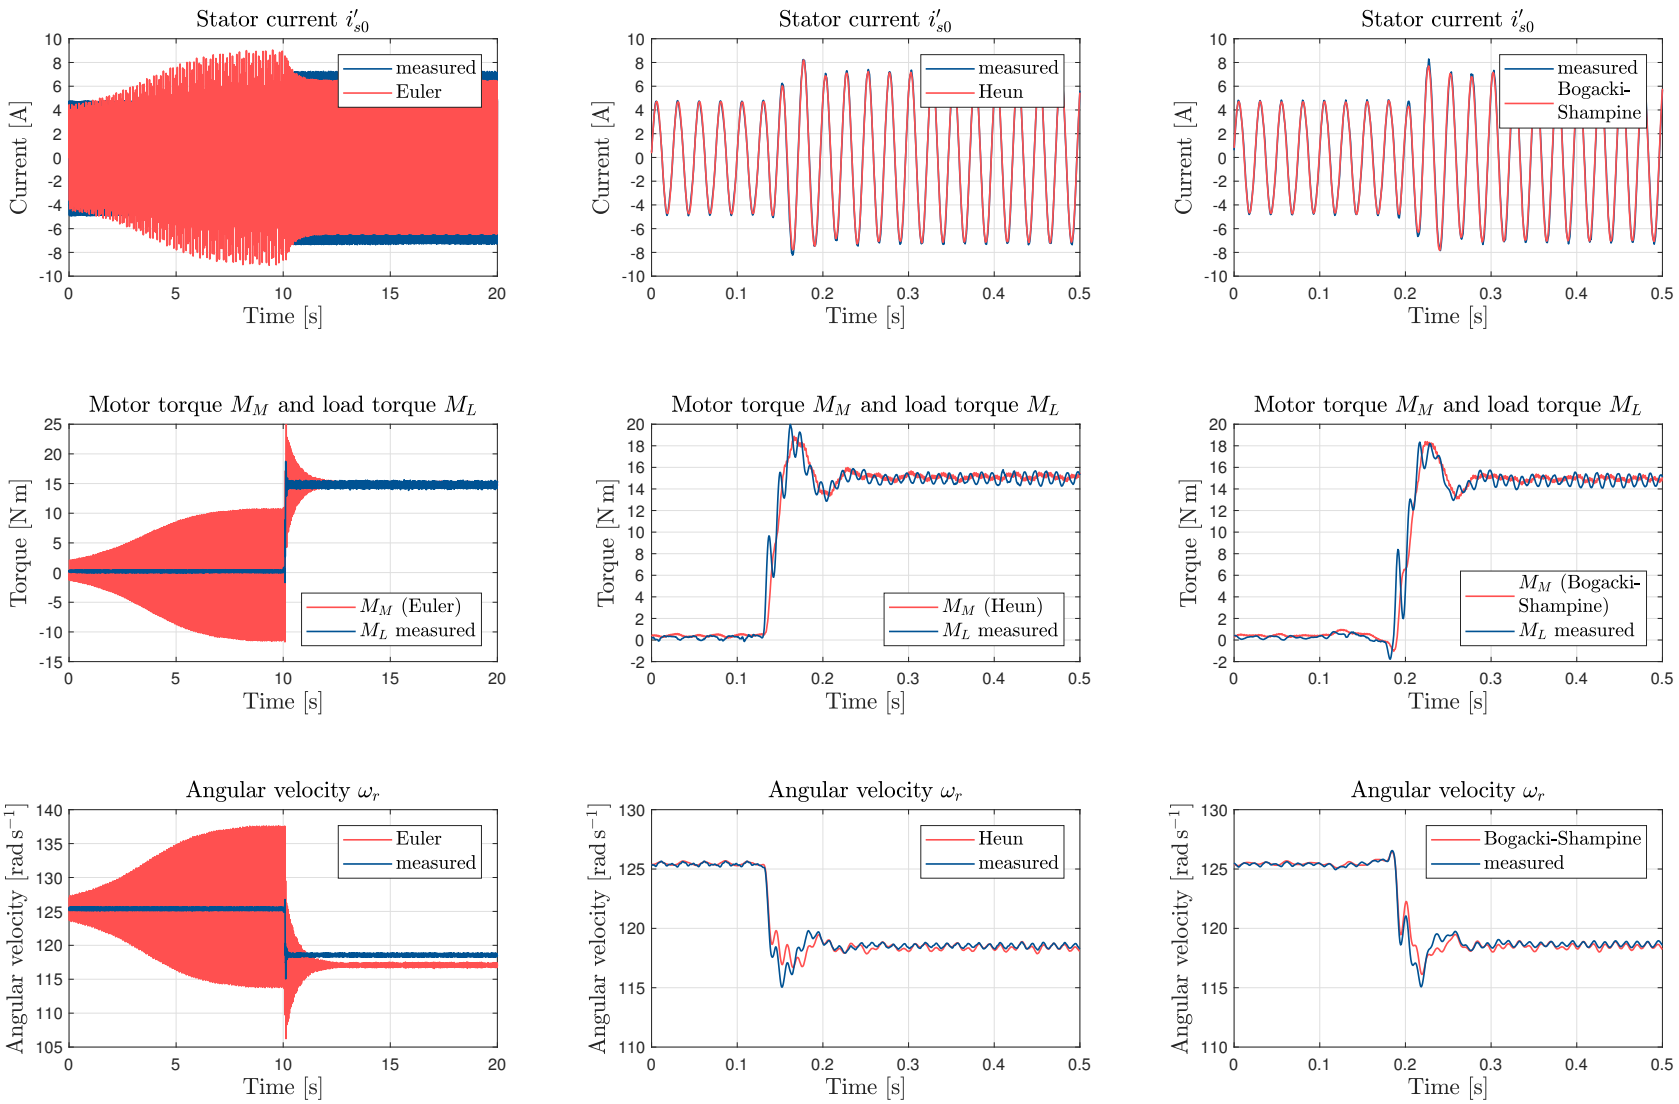 Stator current i′s0
10
8
6
4
2
0
-2
-4
-6
-8
-10
Current [A]
measured
Euler
0 5 10 15 20
Time [s]
Stator current i′s0
10
8
6
4
2
0
-2
-4
-6
-8
-10
Current [A]
measured
Heun
0 0.1 0.2 0.3 0.4 0.5
Time [s]
Stator current i′s0
10
8
6
4
2
0
-2
-4
-6
-8
-10
Current [A]
measured
Bogacki-
Shampine
0 0.1 0.2 0.3 0.4 0.5
Time [s]
Motor torque MM and load torque ML
25
20
15
10
5
0
-5
-10
-15
Torque [N m]
MM (Euler)
ML measured
0 5 10 15 20
Time [s]
Motor torque MM and load torque ML
20
18
16
14
12
10
8
6
4
2
0
-2
Torque [N m]
MM (Heun)
ML measured
0 0.1 0.2 0.3 0.4 0.5
Time [s]
Motor torque MM and load torque ML
20
18
16
14
12
10
8
6
4
2
0
-2
Torque [N m]
MM (Bogacki-
Shampine)
ML measured
0 0.1 0.2 0.3 0.4 0.5
Time [s]
Angular velocity ωr
140
135
130
125
120
115
110
105
Angular velocity [rad s−1]
Euler
measured
0 5 10 15 20
Time [s]
Angular velocity ωr
130
125
120
115
110
Angular velocity [rad s−1]
Heun
measured
0 0.1 0.2 0.3 0.4 0.5
Time [s]
Angular velocity ωr
130
125
120
115
110
Angular velocity [rad s−1]
Bogacki-Shampine
measured
0 0.1 0.2 0.3 0.4 0.5
Time [s]